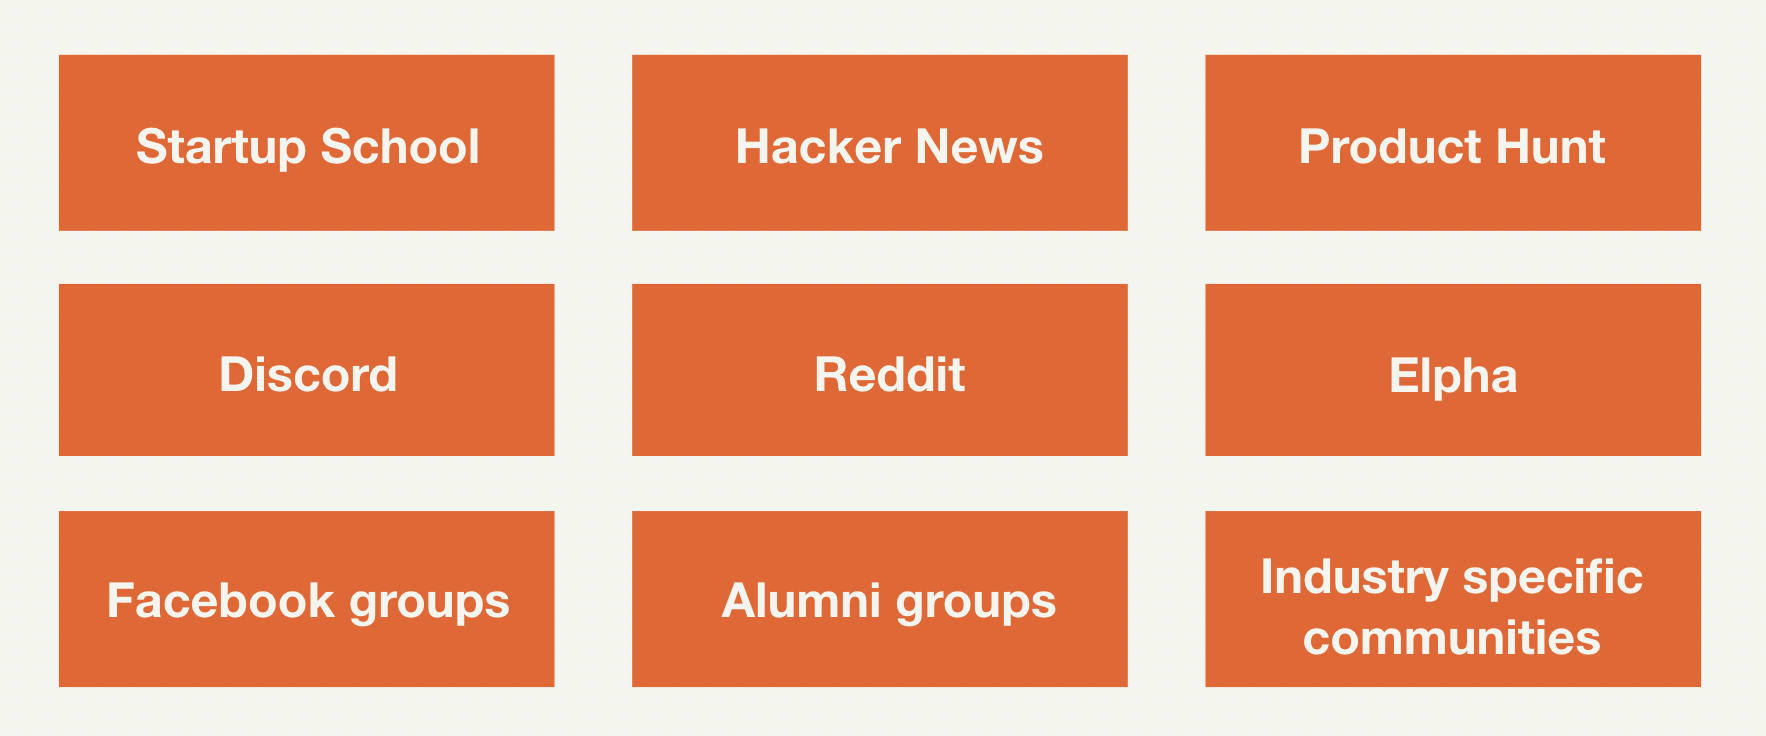 Startup School
Hacker News
Product Hunt
Discord
Reddit
Elpha
Facebook groups
Alumni groups
Industry specific
communities